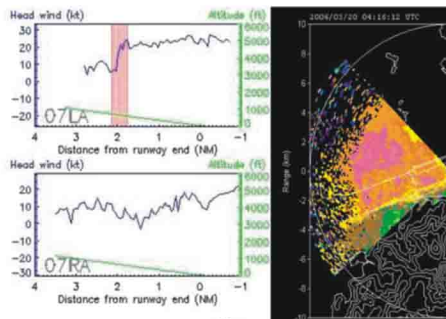 Head wind (kt) Altitude (ft)
30 6000
20 5000
10 4000
0 3000
-10 2000
-20 1000
0
07LA
4 3 2 1 0 -1
Distance from runway end (NM)
Head wind (kt) Altitude (ft)
20 6000
10 5000
0 4000
-10 3000
-20 2000
-30 1000
0
07RA
4 3 2 1 0 -1
Distance from runway end (NM)
2006/03/20 04:16:12 UTC
Range (km)
10
8
6
4
2
0
-2
-4
-6
-8
-10